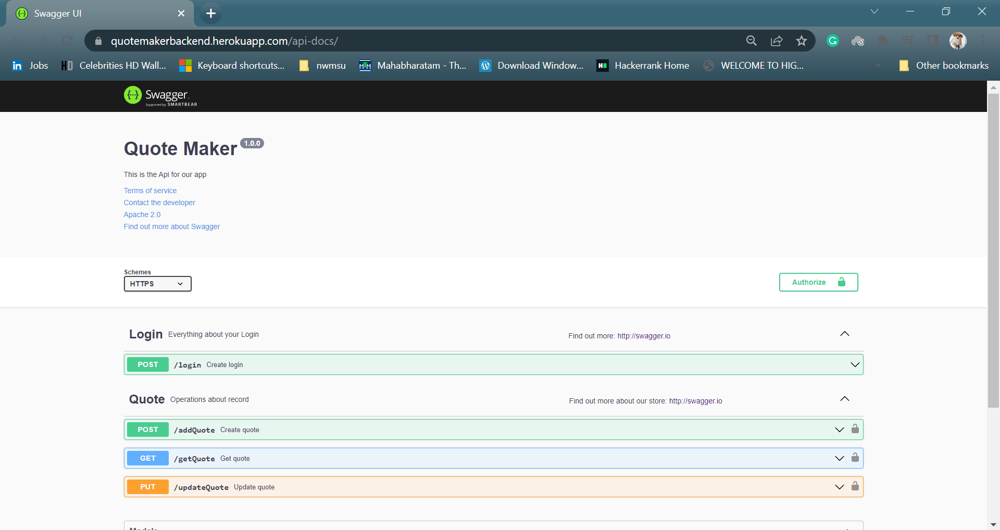 Swagger UI
quotemakerbackend.herokuapp.com/api-docs/
Jobs
Celebrities HD Wall...
Keyboard shortcuts...
nwmsu
Mahabharatam - Th...
Download Window...
Hackerrank Home
WELCOME TO HIG...
Other bookmarks
Swagger.
Supported by SMARTBEAR
Quote Maker 1.0.0
This is the Api for our app
Terms of service
Contact the developer
Apache 2.0
Find out more about Swagger
Schemes
HTTPS
Authorize
Login Everything about your Login Find out more: http://swagger.io
POST /login Create login
Quote Operations about record Find out more about our store: http://swagger.io
POST /addQuote Create quote
GET /getQuote Get quote
PUT /updateQuote Update quote
Models